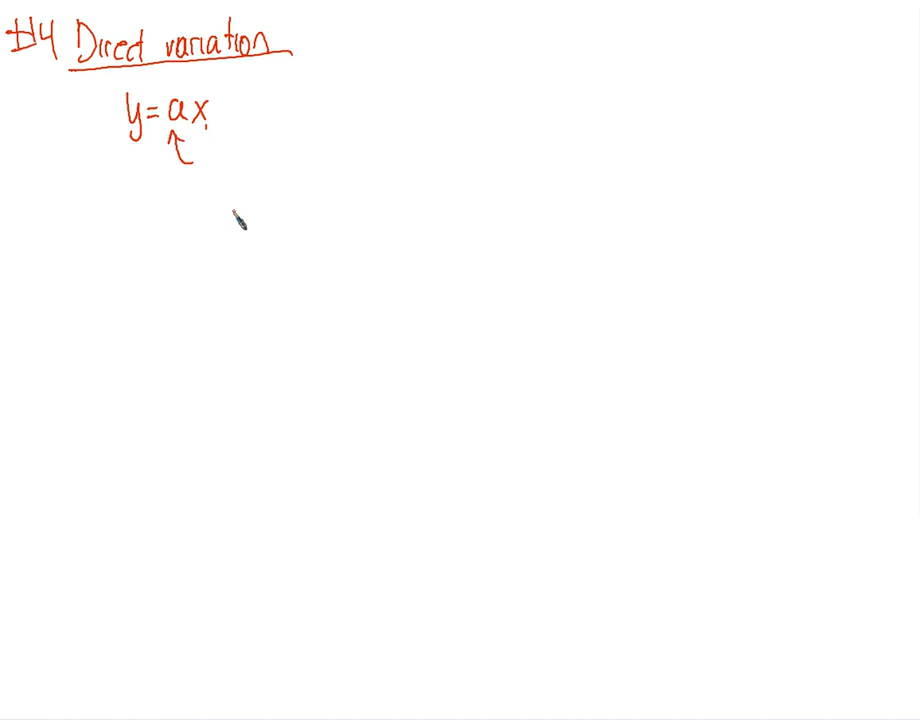 #4 Direct variation
y = ax